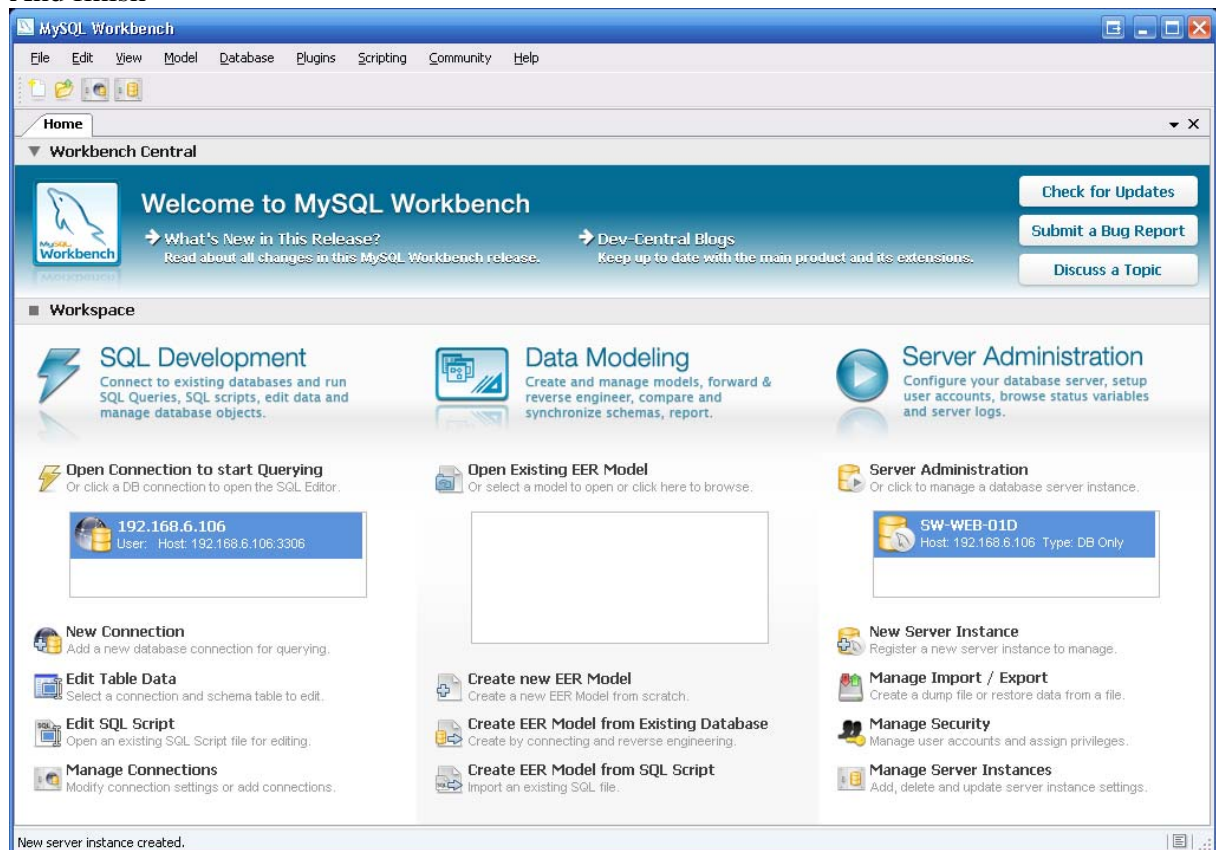 And finish
MySQL Workbench
File Edit View Model Database Plugins Scripting Community Help
Home
Workbench Central
MySQL
Workbench
Welcome to MySQL Workbench
What's New in This Release?
Read about all changes in this MySQL Workbench release.
Dev-Central Blogs
Keep up to date with the main product and its extensions.
Check for Updates
Submit a Bug Report
Discuss a Topic
Workspace
SQL Development
Connect to existing databases and run
SQL Queries, SQL scripts, edit data and
manage database objects.
Open Connection to start Querying
Or click a DB connection to open the SQL Editor.
192.168.6.106
User: Host: 192.168.6.106:3306
New Connection
Add a new database connection for querying.
Edit Table Data
Select a connection and schema table to edit.
Edit SQL Script
Open an existing SQL Script file for editing.
Manage Connections
Modify connection settings or add connections.
Data Modeling
Create and manage models, forward &
reverse engineer, compare and
synchronize schemas, report.
Open Existing EER Model
Or select a model to open or click here to browse.
Create new EER Model
Create a new EER Model from scratch.
Create EER Model from Existing Database
Create by connecting and reverse engineering.
Create EER Model from SQL Script
Import an existing SQL file.
Server Administration
Configure your database server, setup
user accounts, browse status variables
and server logs.
Server Administration
Or click to manage a database server instance.
SW-WEB-01D
Host: 192.168.6.106 Type: DB Only
New Server Instance
Register a new server instance to manage.
Manage Import / Export
Create a dump file or restore data from a file.
Manage Security
Manage user accounts and assign privileges.
Manage Server Instances
Add, delete and update server instance settings.
New server instance created.